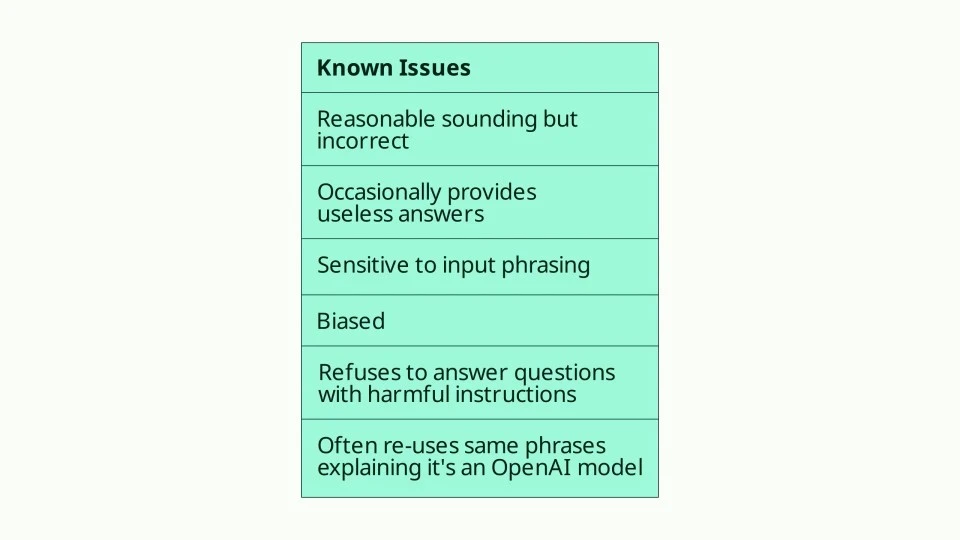 Known Issues
Reasonable sounding but
incorrect
Occasionally provides
useless answers
Sensitive to input phrasing
Biased
Refuses to answer questions
with harmful instructions
Often re-uses same phrases
explaining it's an OpenAI model